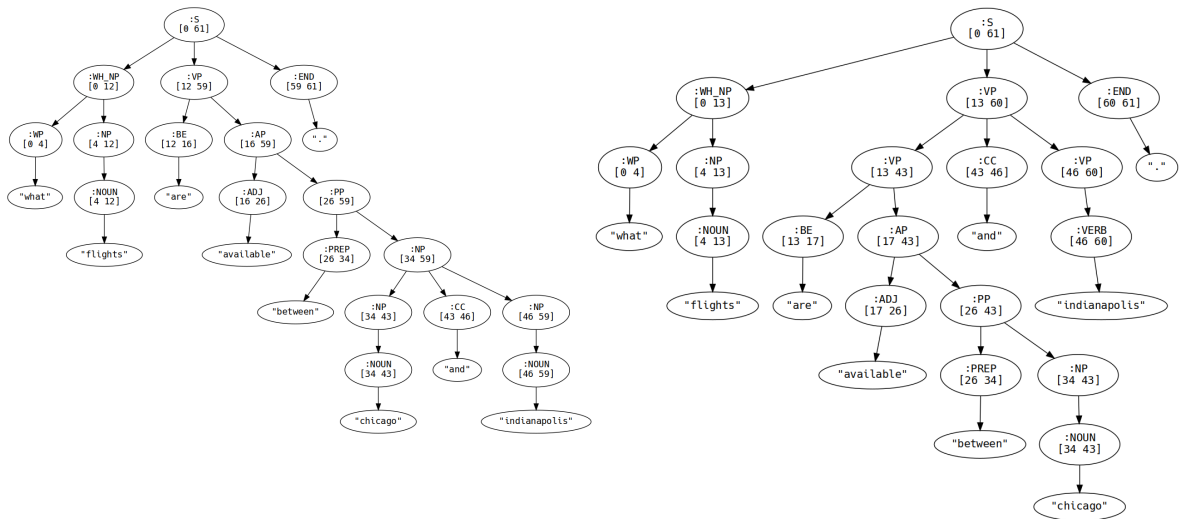 :S
[0 61]
:WH_NP
[0 12]
:VP
[12 59]
:END
[59 61]
:WP
[0 4]
:NP
[4 12]
:BE
[12 16]
:AP
[16 59]
"."
"what"
:NOUN
[4 12]
"are"
:ADJ
[16 26]
:PP
[26 59]
"flights"
"available"
:PREP
[26 34]
:NP
[34 59]
"between"
:NP
[34 43]
:CC
[43 46]
:NP
[46 59]
:NOUN
[34 43]
"and"
:NOUN
[46 59]
"chicago"
"indianapolis"
:S
[0 61]
:WH_NP
[0 13]
:VP
[13 60]
:END
[60 61]
:WP
[0 4]
:NP
[4 13]
:VP
[13 43]
:CC
[43 46]
:VP
[46 60]
"."
"what"
:NOUN
[4 13]
:BE
[13 17]
:AP
[17 43]
"and"
:VERB
[46 60]
"flights"
"are"
:ADJ
[17 26]
:PP
[26 43]
"indianapolis"
"available"
:PREP
[26 34]
:NP
[34 43]
"between"
:NOUN
[34 43]
"chicago"